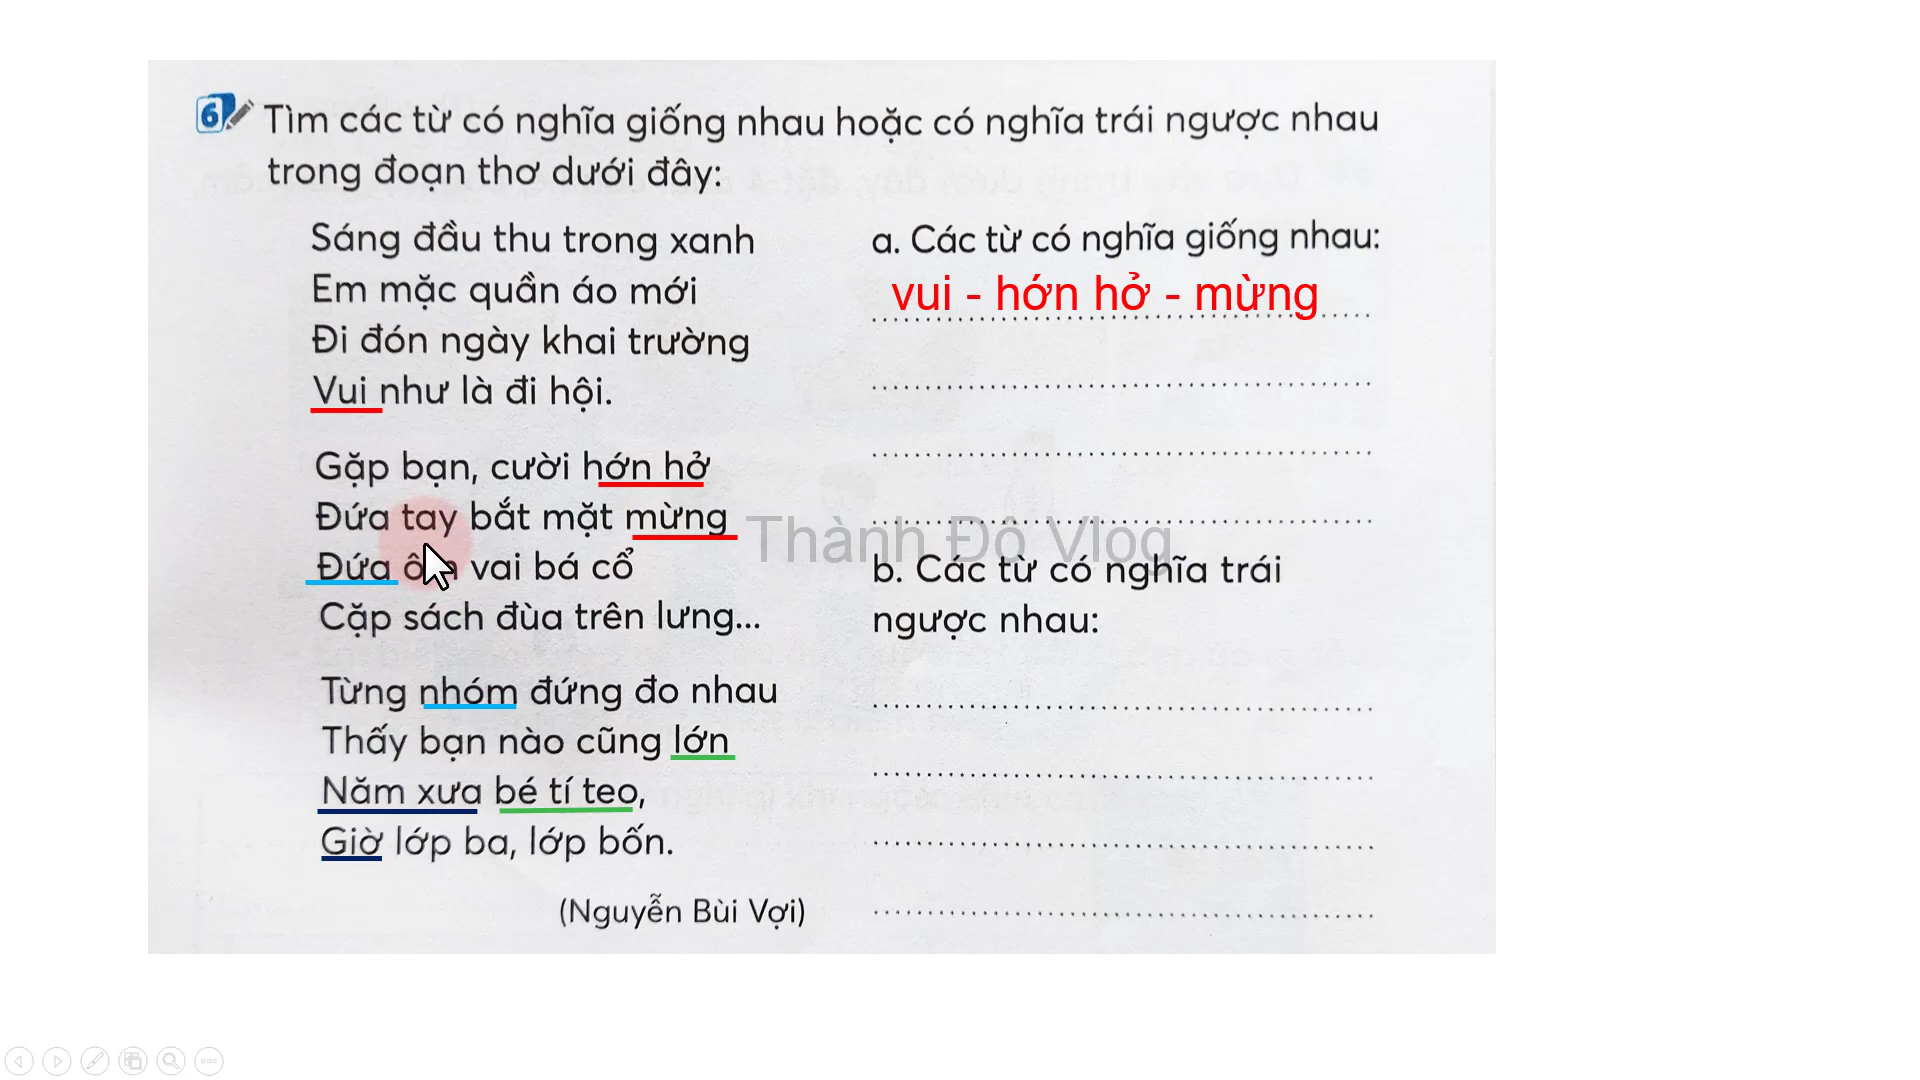 6 Tìm các từ có nghĩa giống nhau hoặc có nghĩa trái ngược nhau
trong đoạn thơ dưới đây:
Sáng đầu thu trong xanh
Em mặc quần áo mới
Đi đón ngày khai trường
Vui như là đi hội.
Gặp bạn, cười hớn hở
Đứa tay bắt mặt mừng
Đứa ôm vai bá cổ
Cặp sách đùa trên lưng...
Từng nhóm đứng đo nhau
Thấy bạn nào cũng lớn
Năm xưa bé tí teo,
Giờ lớp ba, lớp bốn.
(Nguyễn Bùi Vợi)
a. Các từ có nghĩa giống nhau:
vui - hớn hở - mừng
Thành Đô Vlog
b. Các từ có nghĩa trái
ngược nhau: